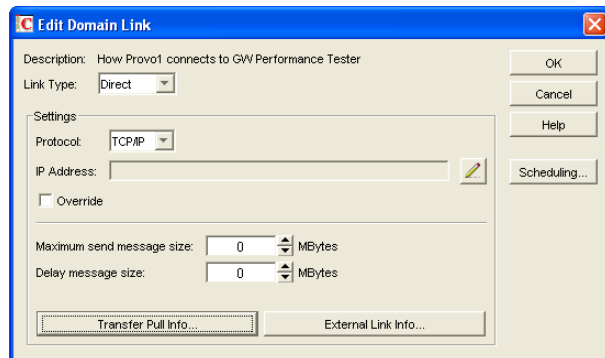 Edit Domain Link
Description: How Provo1 connects to GW Performance Tester
Link Type: Direct
Settings
Protocol: TCP/IP
IP Address:
Override
Maximum send message size: 0 MBytes
Delay message size: 0 MBytes
Transfer Pull Info... External Link Info...
OK
Cancel
Help
Scheduling...